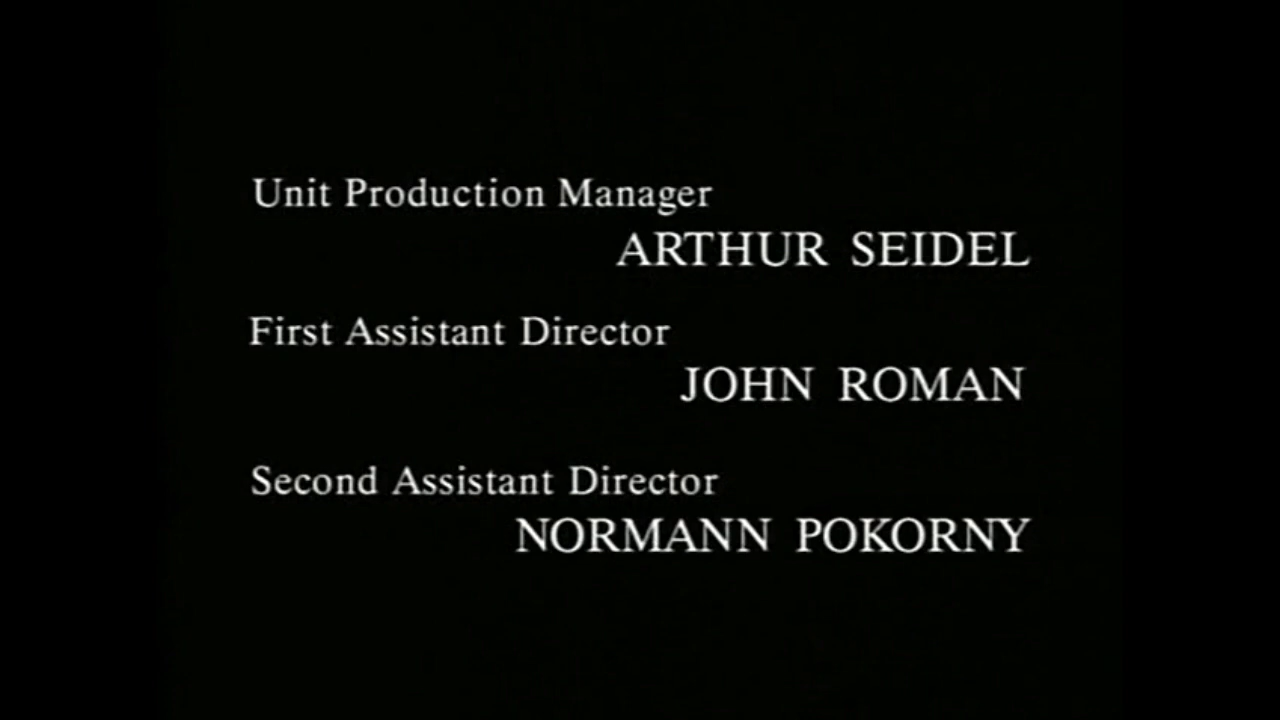 Unit Production Manager
ARTHUR SEIDEL
First Assistant Director
JOHN ROMAN
Second Assistant Director
NORMANN POKORNY